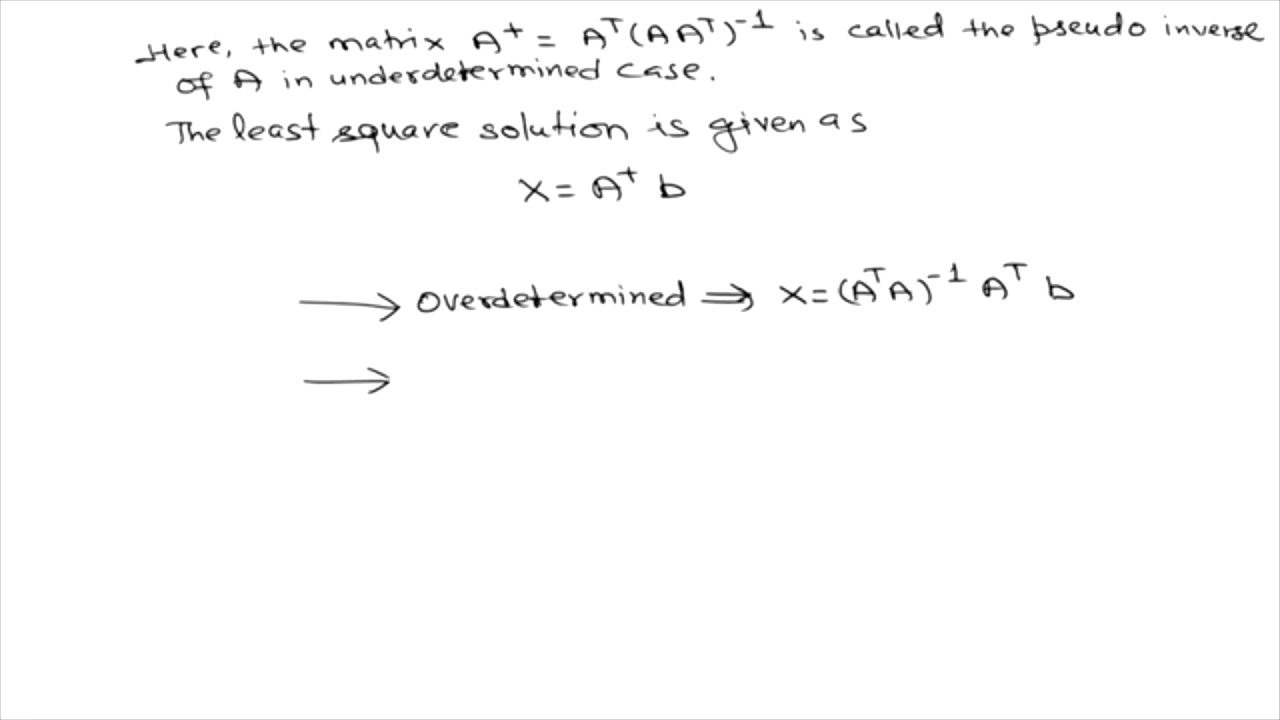 Here, the matrix A⁺ = Aᵀ(AAᵀ)⁻¹ is called the pseudo inverse
of A in underdetermined case.
The least square solution is given as
X = A⁺ b
→ Overdetermined ⇒ X = (AᵀA)⁻¹ Aᵀ b
→